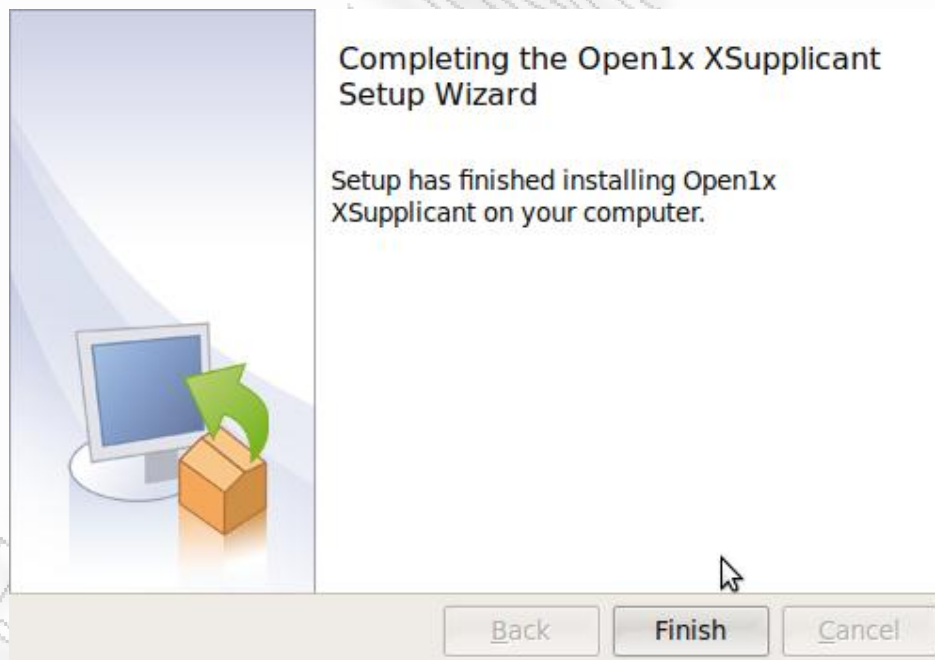 Completing the Open1x XSupplicant
Setup Wizard
Setup has finished installing Open1x
XSupplicant on your computer.
Back
Finish
Cancel